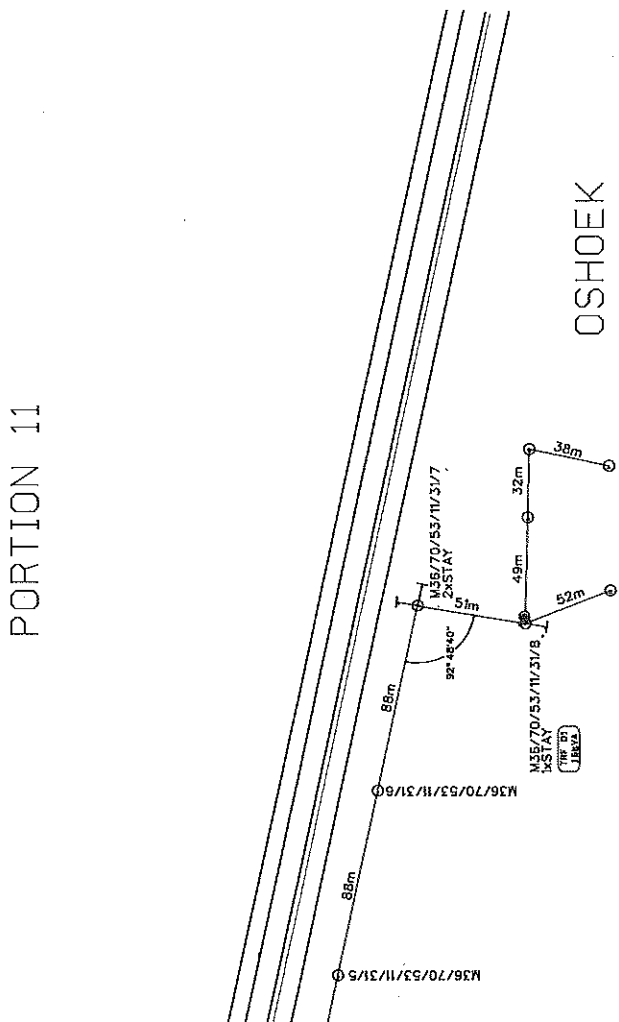 PORTION 11
OSHOEK
M36/70/53/11/31/7
2xSTAY
38m
32m
49m
52m
51m
92° 48'40"
88m
M36/70/53/11/31/8
1xSTAY
TRF D1
M36/70/53/11/31/6
88m
M36/70/53/11/31/5